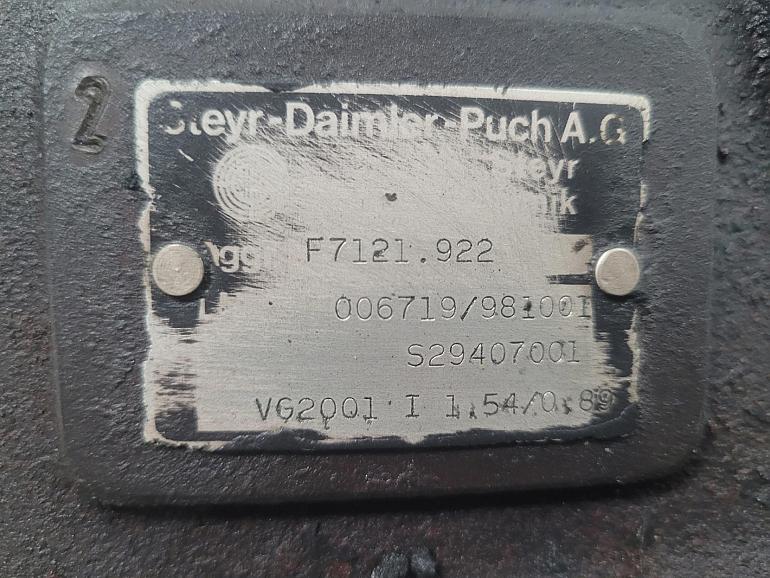 2
Steyr-Daimler-Puch A.G
Steyr
F7121.922
006719/981001
S29407001
VG2001 I 1.54/0.89